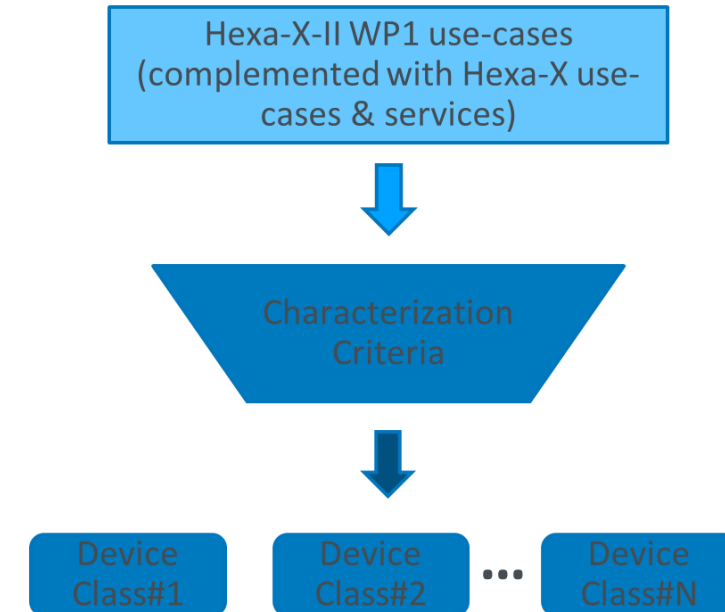 Hexa-X-II WP1 use-cases
(complemented with Hexa-X use-
cases & services)
Characterization
Criteria
Device
Class#1
Device
Class#2
...
Device
Class#N